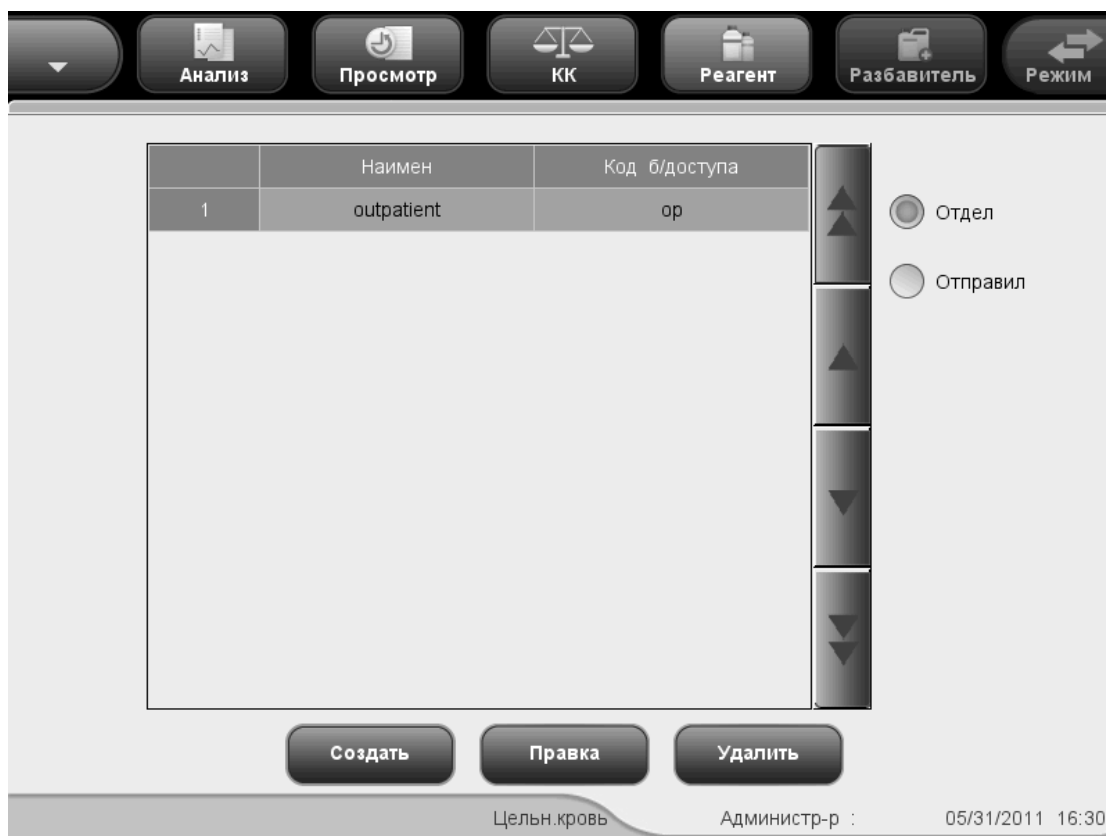 Анализ Просмотр КК Реагент Разбавитель Режим
Наимен Код б/доступа
1 outpatient op
Отдел
Отправил
Создать Правка Удалить
Цельн.кровь Администр-р : 05/31/2011 16:30